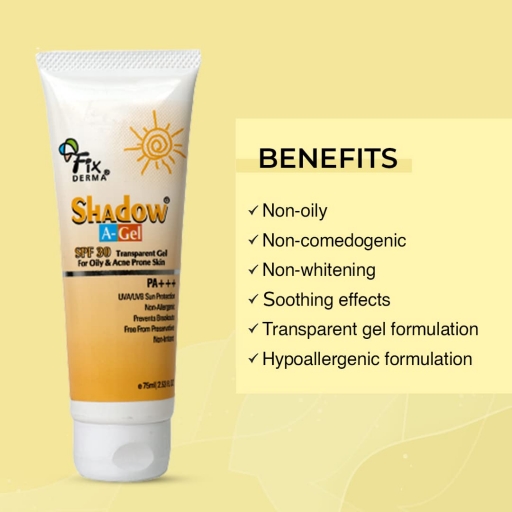 Fix
DERMA®
Shadow®
A-Gel
SPF 30 Transparent Gel
For Oily & Acne Prone Skin
PA+++
UVA/UVB Sun Protection
Non-Allergenic
Prevents Breakouts
Free From Preservatives
Non-Irritant
75ml
BENEFITS
✓ Non-oily
✓ Non-comedogenic
✓ Non-whitening
✓ Soothing effects
✓ Transparent gel formulation
✓ Hypoallergenic formulation